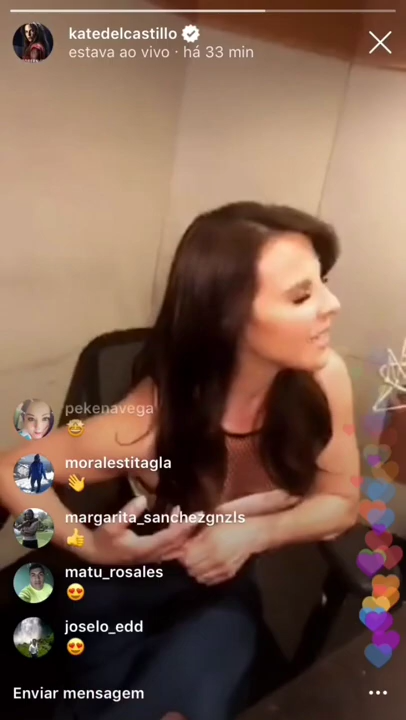 katedelcastillo
estava ao vivo · há 33 min
pekenavega
🤩
moralestitagla
👋
margarita_sanchezgnzls
👍
matu_rosales
😍
joselo_edd
😍
Enviar mensagem